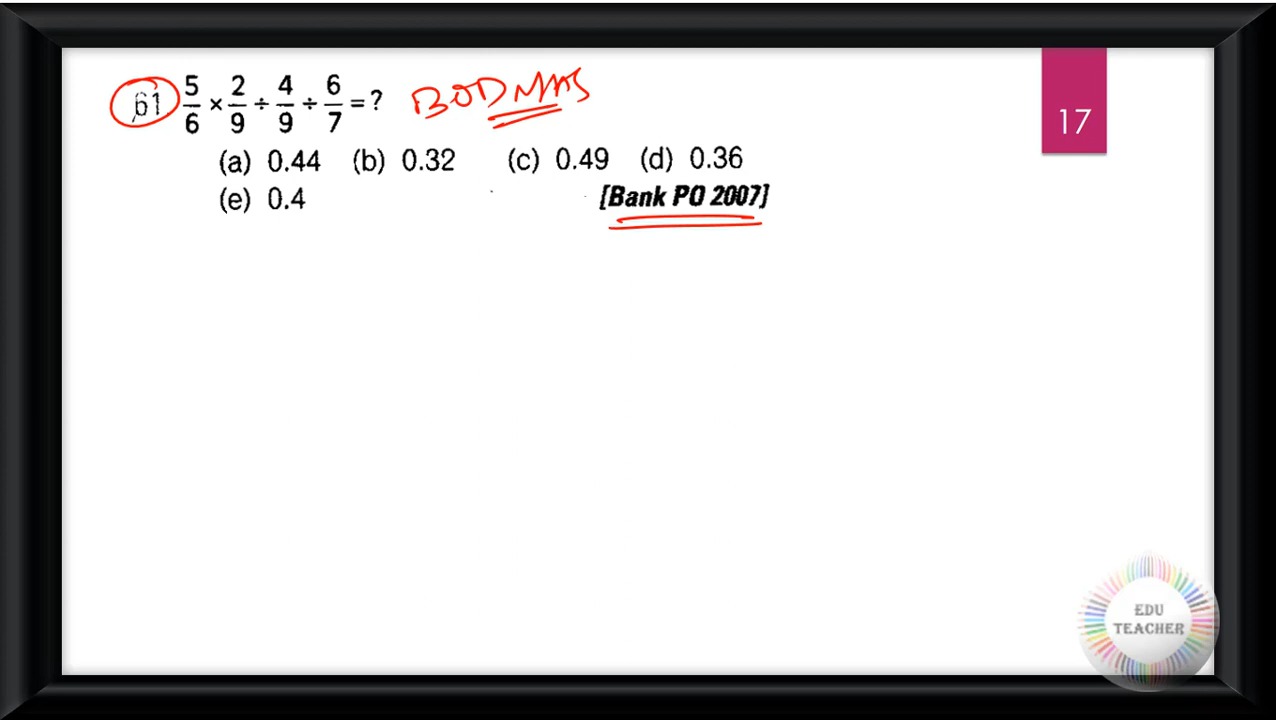 61 5/6 × 2/9 ÷ 4/9 ÷ 6/7 = ? BODMAS
(a) 0.44 (b) 0.32 (c) 0.49 (d) 0.36
(e) 0.4 [Bank PO 2007]
17
EDU
TEACHER